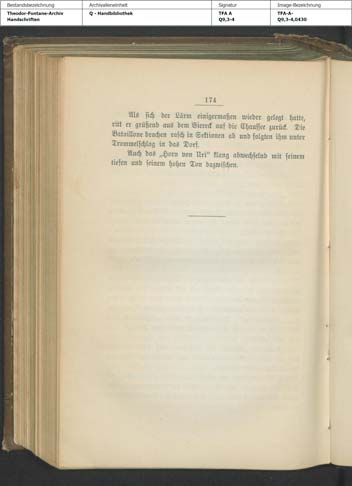 Bestandsbezeichnung
Theodor-Fontane-Archiv
Handschriften
Archivalieneinheit
Q - Handbibliothek
Signatur
TFA A
Q9,3-4
Image-Bezeichnung
TFA-A-
Q9,3-4,0430
174
Als sich der Lärm einigermaßen wieder gelegt hatte,
ritt er grüßend aus dem Viereck auf die Chaussee zurück. Die
Bataillone brachen rasch in Sektionen ab und folgten ihm unter
Trommelschlag in das Dorf.
Auch das „Horn von Uri" klang abwechselnd mit seinem
tiefen und seinem hohen Ton dazwischen.